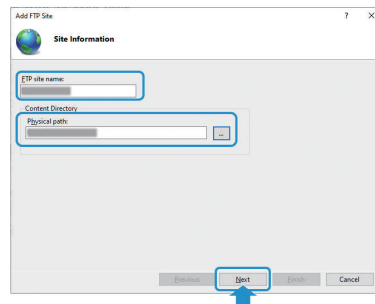 Add FTP Site
? X
Site Information
FTP site name:
Content Directory
Physical path:
...
Previous Next Finish Cancel